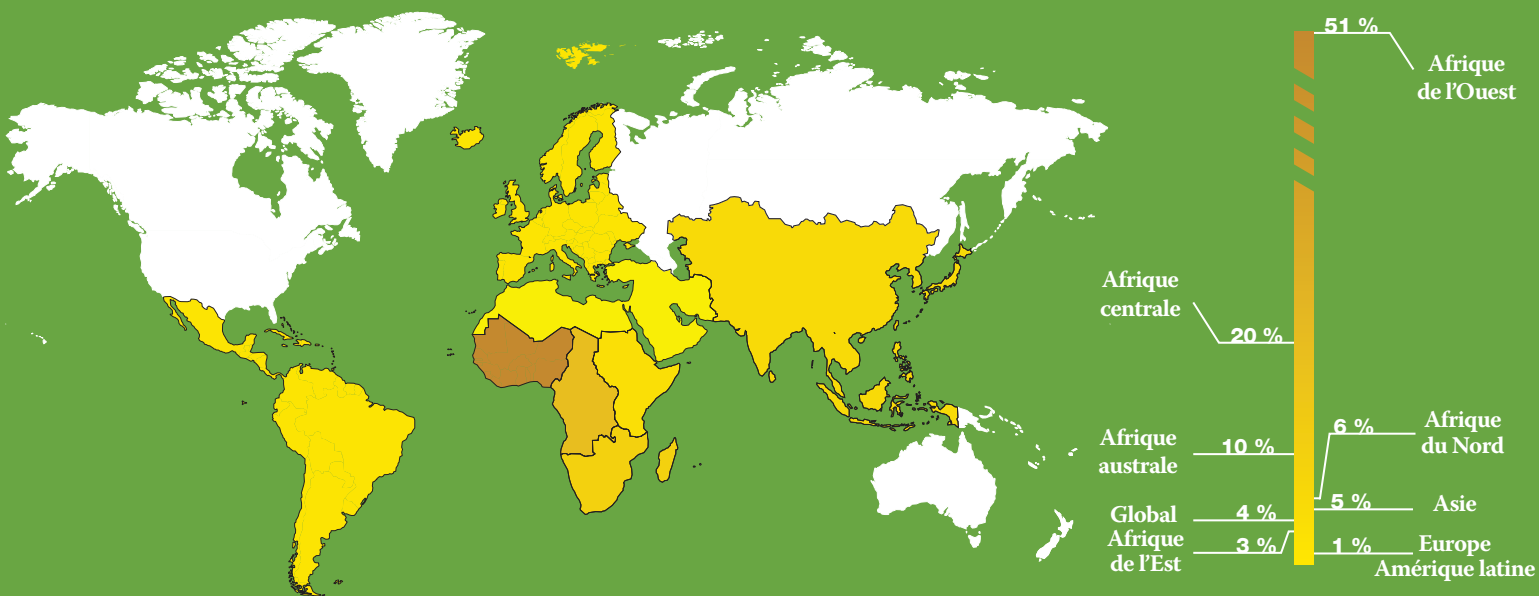 51 %
Afrique
de l’Ouest
Afrique
centrale
20 %
Afrique
australe
10 %
6 %
Afrique
du Nord
5 %
Asie
Global
4 %
Afrique
de l’Est
3 %
1 %
Europe
Amérique latine